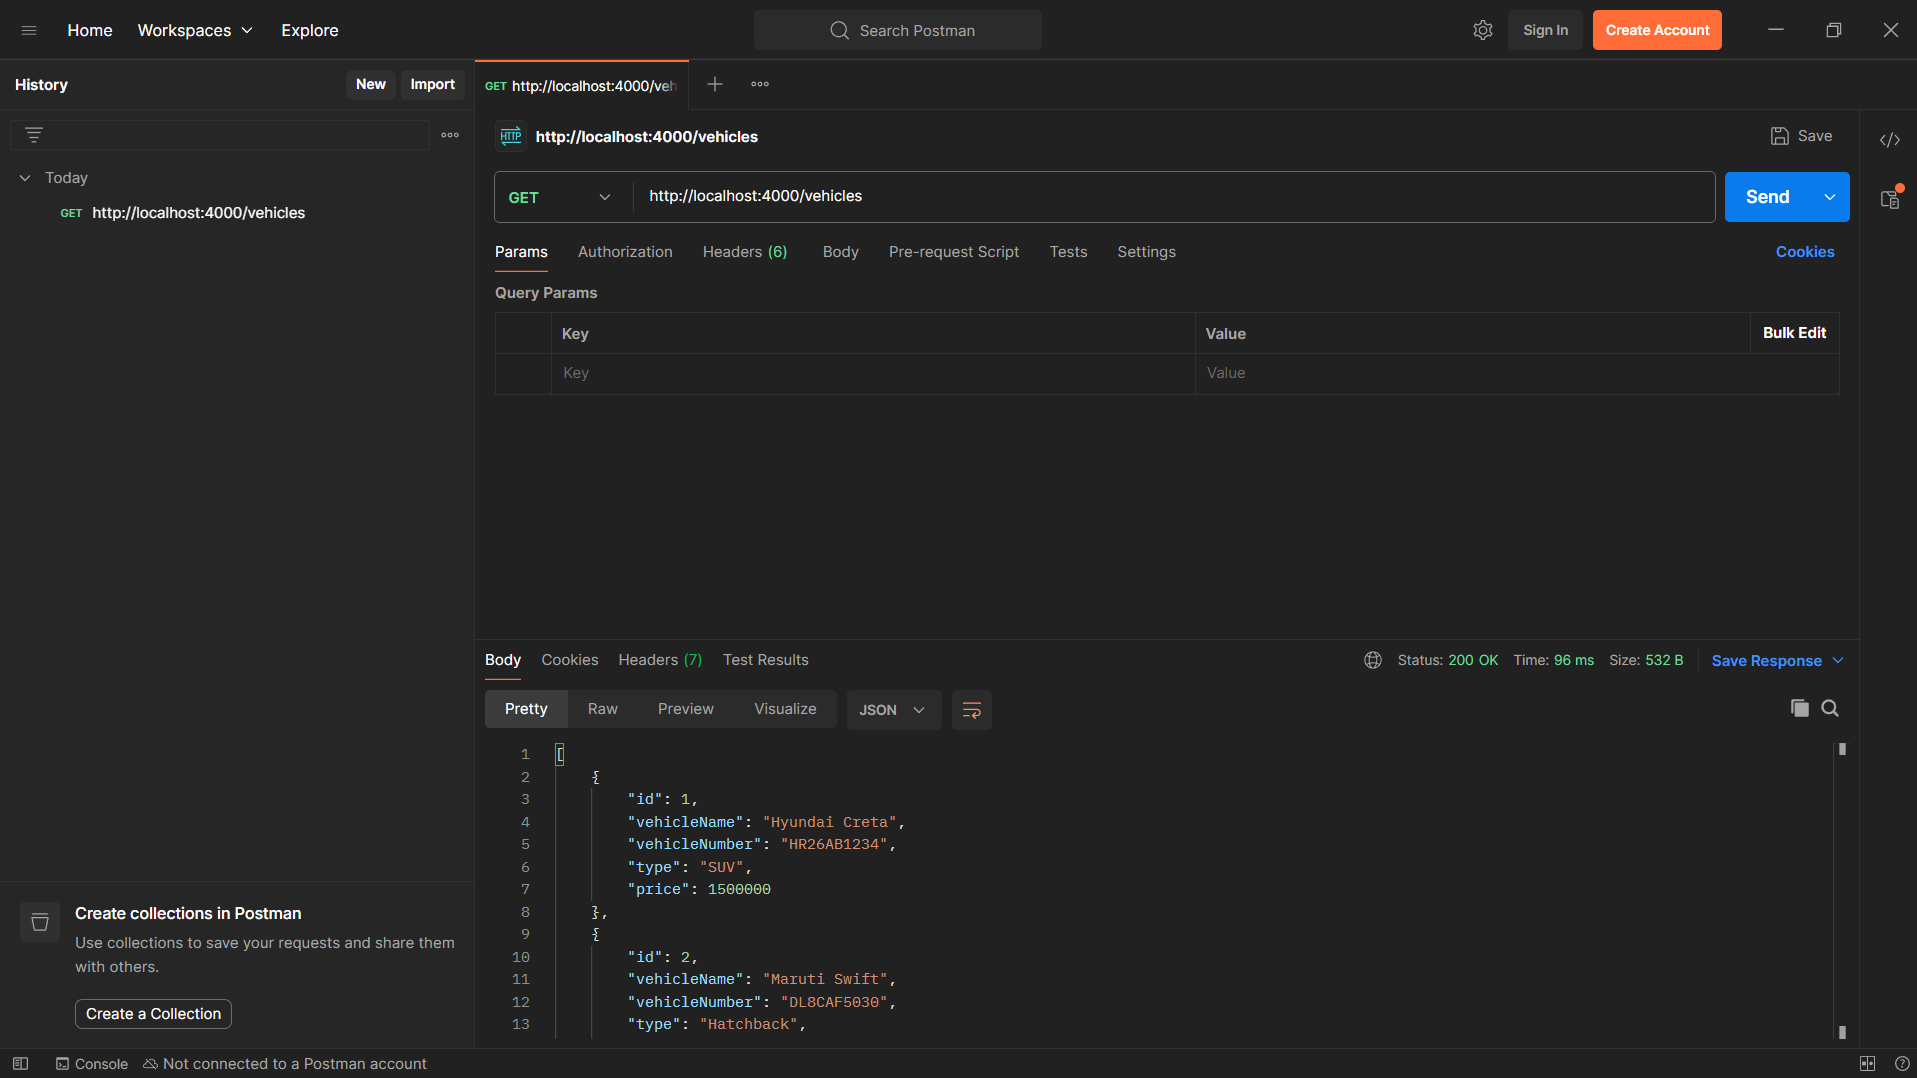 Home Workspaces Explore Search Postman Sign In Create Account
History New Import
GET http://localhost:4000/veh
HTTP http://localhost:4000/vehicles Save
Today
GET http://localhost:4000/vehicles
GET http://localhost:4000/vehicles Send
Params Authorization Headers (6) Body Pre-request Script Tests Settings Cookies
Query Params
Key Value Bulk Edit
Key Value
Body Cookies Headers (7) Test Results Status: 200 OK Time: 96 ms Size: 532 B Save Response
Pretty Raw Preview Visualize JSON
1 [
2 {
3 "id": 1,
4 "vehicleName": "Hyundai Creta",
5 "vehicleNumber": "HR26AB1234",
6 "type": "SUV",
7 "price": 1500000
8 },
9 {
10 "id": 2,
11 "vehicleName": "Maruti Swift",
12 "vehicleNumber": "DL8CAF5030",
13 "type": "Hatchback",
Create collections in Postman
Use collections to save your requests and share them
with others.
Create a Collection
Console Not connected to a Postman account